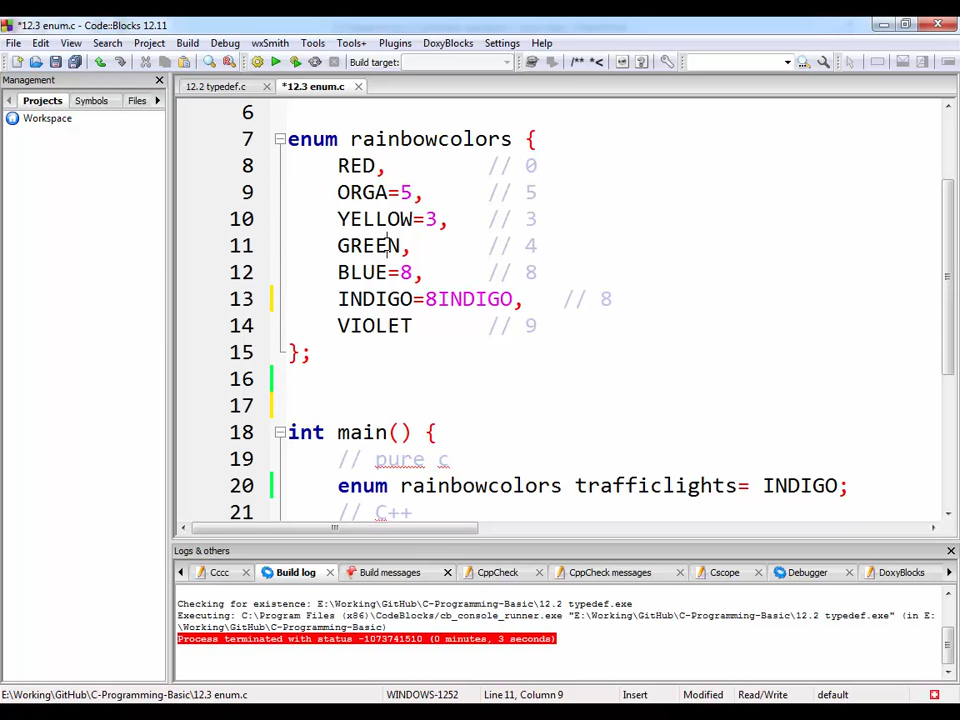 *12.3 enum.c - Code::Blocks 12.11
File Edit View Search Project Build Debug wxSmith Tools Tools+ Plugins DoxyBlocks Settings Help
Build target:
/** *<
Management
12.2 typedef.c *12.3 enum.c
Projects Symbols Files
Workspace
6
7 enum rainbowcolors {
8 RED, // 0
9 ORGA=5, // 5
10 YELLOW=3, // 3
11 GREEN, // 4
12 BLUE=8, // 8
13 INDIGO=8INDIGO, // 8
14 VIOLET // 9
15 };
16
17
18 int main() {
19 // pure c
20 enum rainbowcolors trafficlights= INDIGO;
21 // C++
Logs & others
Cccc Build log Build messages CppCheck CppCheck messages Cscope Debugger DoxyBlocks
Checking for existence: E:\Working\GitHub\C-Programming-Basic\12.2 typedef.exe
Executing: C:\Program Files (x86)\CodeBlocks/cb_console_runner.exe "E:\Working\GitHub\C-Programming-Basic\12.2 typedef.exe" (in E:
\Working\GitHub\C-Programming-Basic)
Process terminated with status -1073741510 (0 minutes, 3 seconds)
E:\Working\GitHub\C-Programming-Basic\12.3 enum.c WINDOWS-1252 Line 11, Column 9 Insert Modified Read/Write default